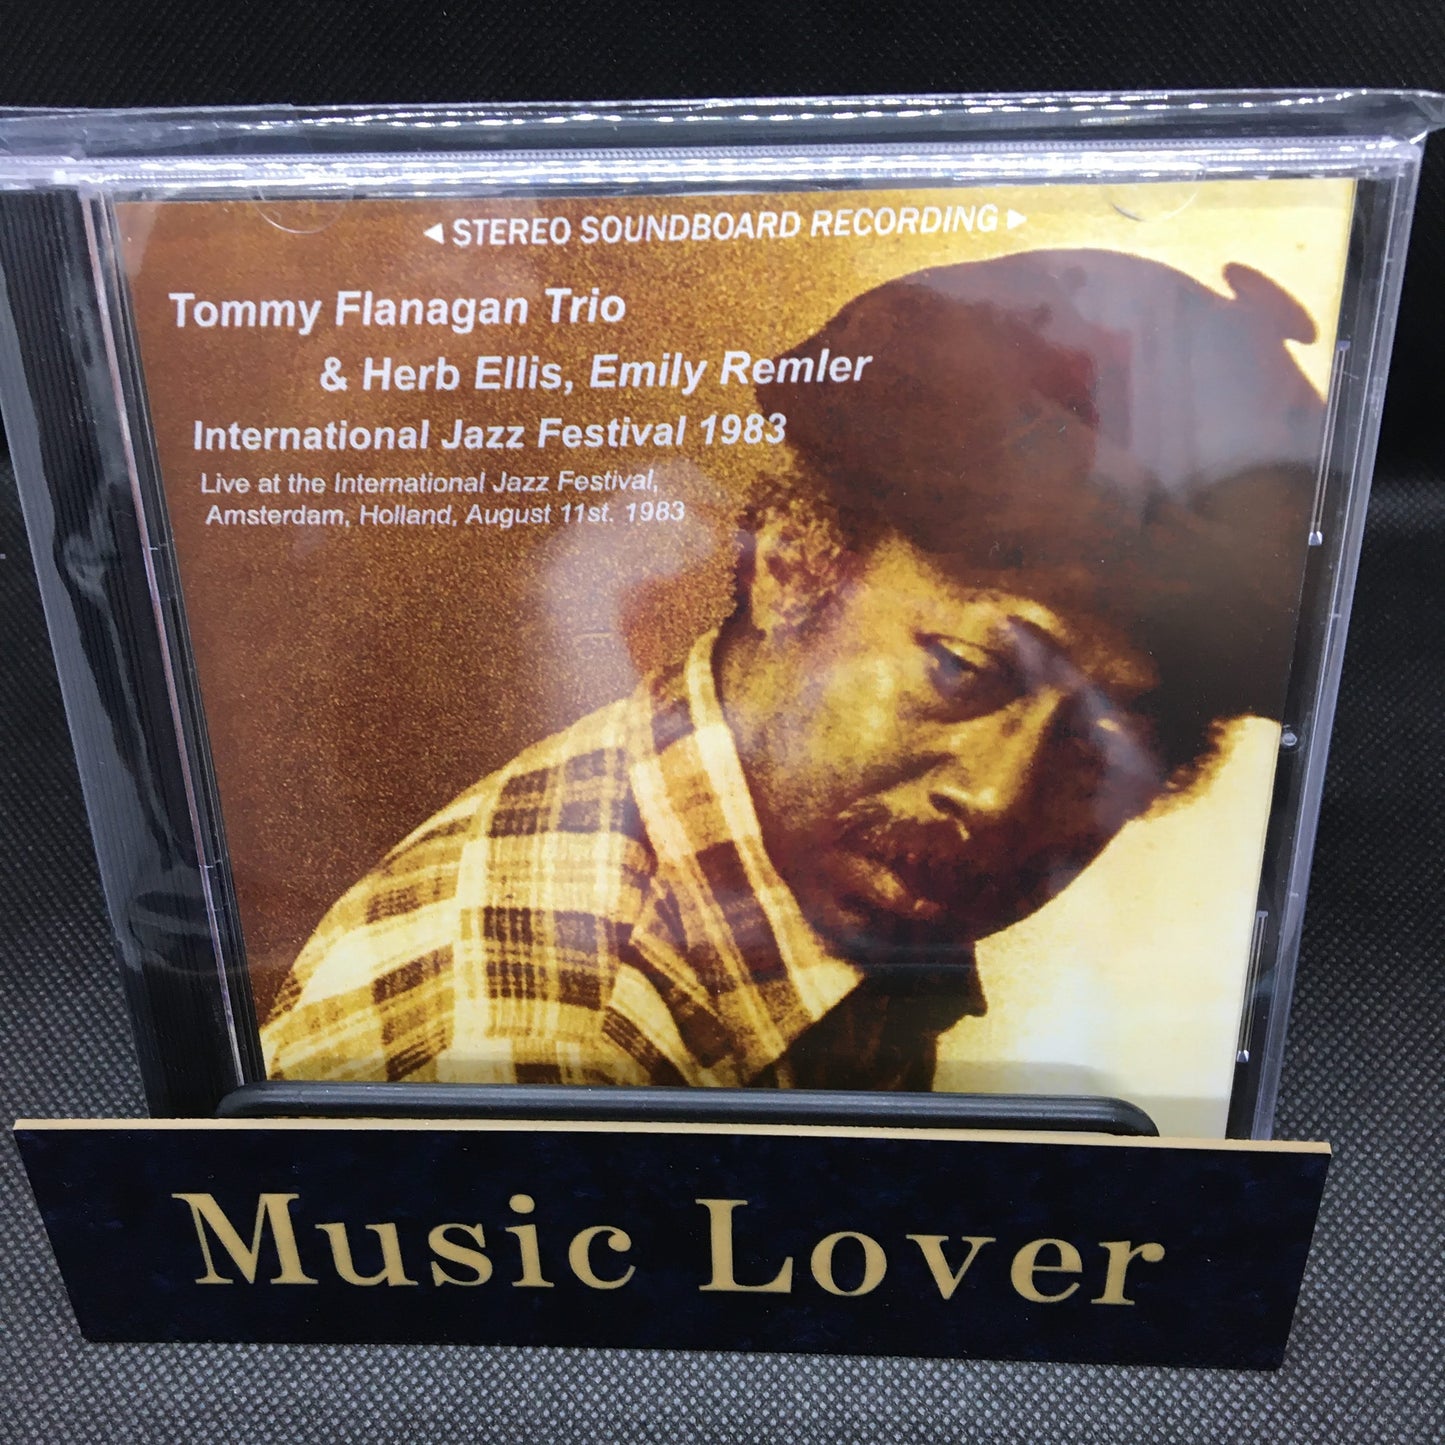 ◄ STEREO SOUNDBOARD RECORDING ►
Tommy Flanagan Trio
& Herb Ellis, Emily Remler
International Jazz Festival 1983
Live at the International Jazz Festival,
Amsterdam, Holland, August 11st. 1983
Music Lover